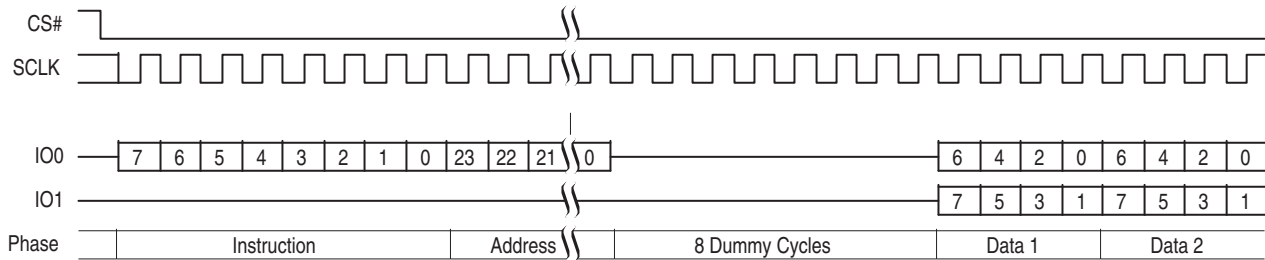 CS#
SCLK
IO0 7 6 5 4 3 2 1 0 23 22 21 0 6 4 2 0 6 4 2 0
IO1 7 5 3 1 7 5 3 1
Phase Instruction Address 8 Dummy Cycles Data 1 Data 2